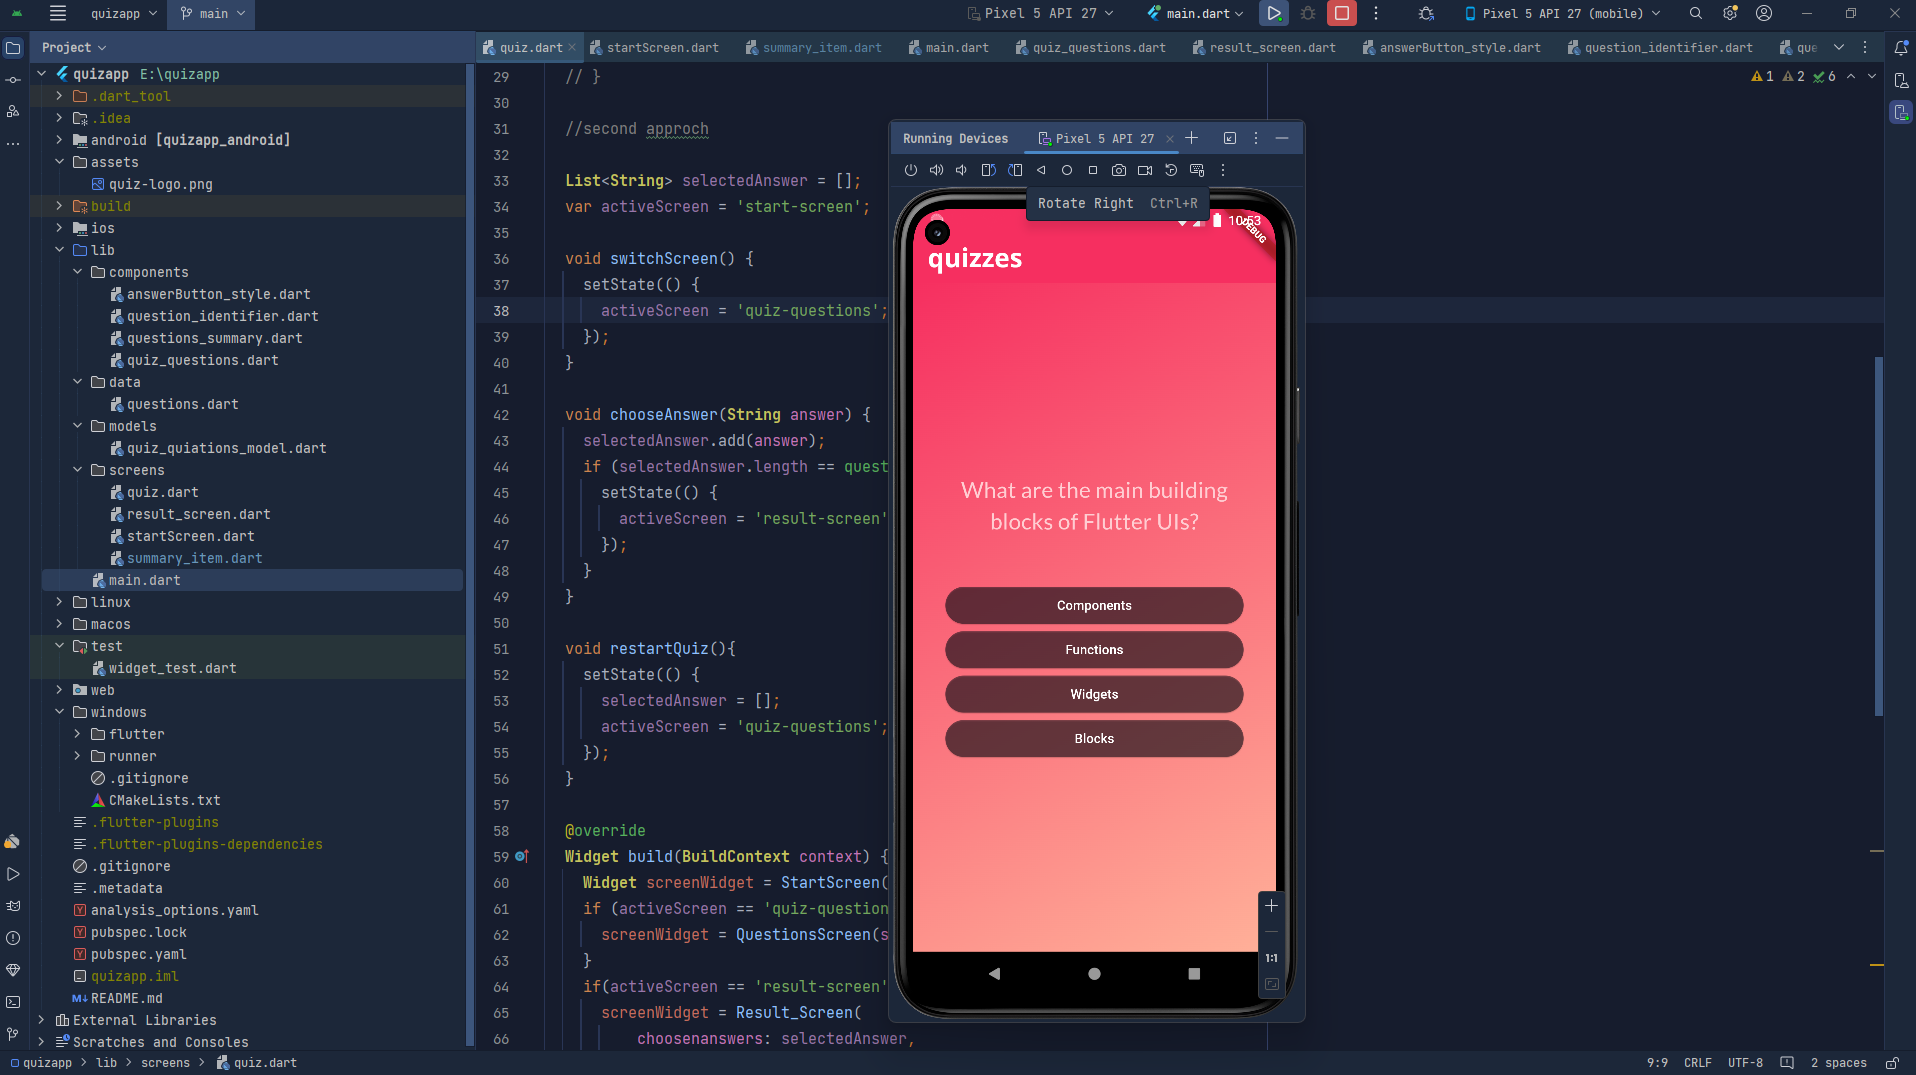 quizapp
main
Pixel 5 API 27
main.dart
Pixel 5 API 27 (mobile)
Project
quiz.dart
startScreen.dart
summary_item.dart
main.dart
quiz_questions.dart
result_screen.dart
answerButton_style.dart
question_identifier.dart
que
quizapp E:\quizapp
.dart_tool
.idea
android [quizapp_android]
assets
quiz-logo.png
build
ios
lib
components
answerButton_style.dart
question_identifier.dart
questions_summary.dart
quiz_questions.dart
data
questions.dart
models
quiz_quiations_model.dart
screens
quiz.dart
result_screen.dart
startScreen.dart
summary_item.dart
main.dart
linux
macos
test
widget_test.dart
web
windows
flutter
runner
.gitignore
CMakeLists.txt
.flutter-plugins
.flutter-plugins-dependencies
.gitignore
.metadata
analysis_options.yaml
pubspec.lock
pubspec.yaml
quizapp.iml
README.md
External Libraries
Scratches and Consoles
1 2 6
29 // }
30
31 //second approch
32
33 List<String> selectedAnswer = [];
34 var activeScreen = 'start-screen';
35
36 void switchScreen() {
37 setState(() {
38 activeScreen = 'quiz-questions';
39 });
40 }
41
42 void chooseAnswer(String answer) {
43 selectedAnswer.add(answer);
44 if (selectedAnswer.length == quest
45 setState(() {
46 activeScreen = 'result-screen'
47 });
48 }
49 }
50
51 void restartQuiz(){
52 setState(() {
53 selectedAnswer = [];
54 activeScreen = 'quiz-questions';
55 });
56 }
57
58 @override
59 Widget build(BuildContext context) {
60 Widget screenWidget = StartScreen(
61 if (activeScreen == 'quiz-question
62 screenWidget = QuestionsScreen(s
63 }
64 if(activeScreen == 'result-screen'
65 screenWidget = Result_Screen(
66 choosenanswers: selectedAnswer,
Running Devices
Pixel 5 API 27
Rotate Right Ctrl+R
10:53
DEBUG
quizzes
What are the main building
blocks of Flutter UIs?
Components
Functions
Widgets
Blocks
1:1
quizapp > lib > screens > quiz.dart
9:9 CRLF UTF-8 2 spaces